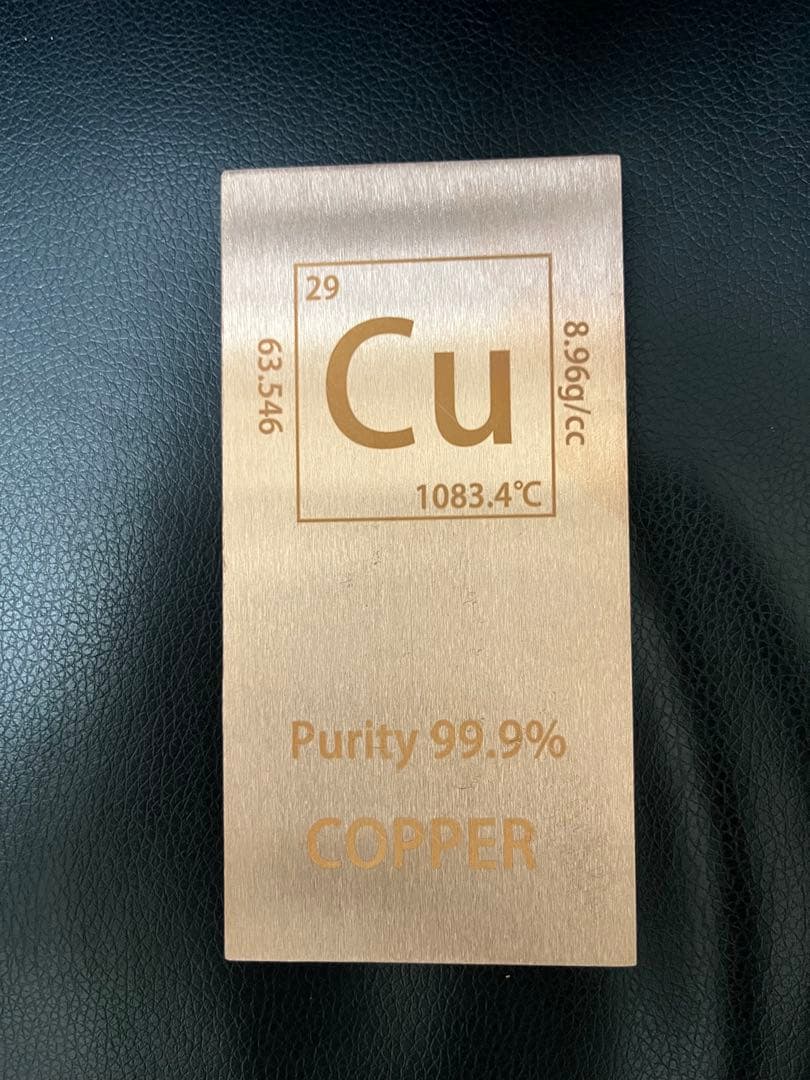 29
Cu
1083.4℃
63.546
8.96g/cc
Purity 99.9%
COPPER